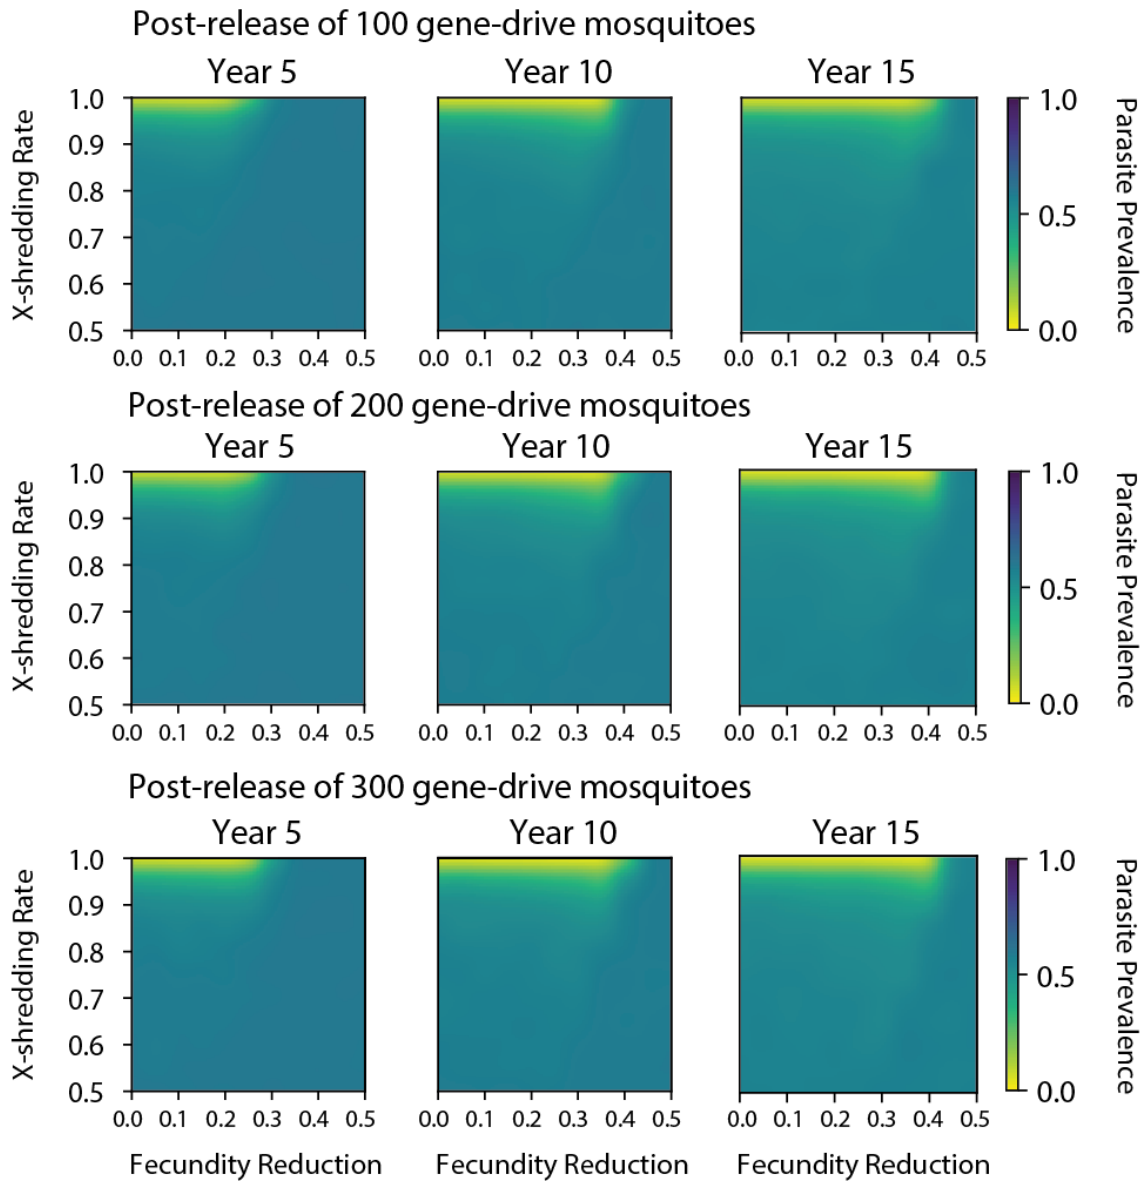 Post-release of 100 gene-drive mosquitoes
Year 5 Year 10 Year 15
X-shredding Rate
1.0
0.9
0.8
0.7
0.6
0.5
0.0 0.1 0.2 0.3 0.4 0.5 0.0 0.1 0.2 0.3 0.4 0.5 0.0 0.1 0.2 0.3 0.4 0.5
1.0
0.5
0.0
Parasite Prevalence
Post-release of 200 gene-drive mosquitoes
Year 5 Year 10 Year 15
X-shredding Rate
1.0
0.9
0.8
0.7
0.6
0.5
0.0 0.1 0.2 0.3 0.4 0.5 0.0 0.1 0.2 0.3 0.4 0.5 0.0 0.1 0.2 0.3 0.4 0.5
1.0
0.5
0.0
Parasite Prevalence
Post-release of 300 gene-drive mosquitoes
Year 5 Year 10 Year 15
X-shredding Rate
1.0
0.9
0.8
0.7
0.6
0.5
0.0 0.1 0.2 0.3 0.4 0.5 0.0 0.1 0.2 0.3 0.4 0.5 0.0 0.1 0.2 0.3 0.4 0.5
1.0
0.5
0.0
Parasite Prevalence
Fecundity Reduction Fecundity Reduction Fecundity Reduction